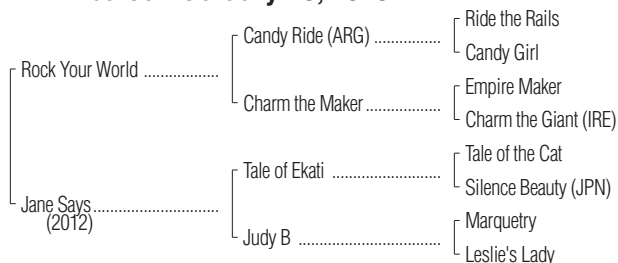 Rock Your World
Jane Says
(2012)
Candy Ride (ARG)
Charm the Maker
Tale of Ekati
Judy B
Ride the Rails
Candy Girl
Empire Maker
Charm the Giant (IRE)
Tale of the Cat
Silence Beauty (JPN)
Marquetry
Leslie's Lady